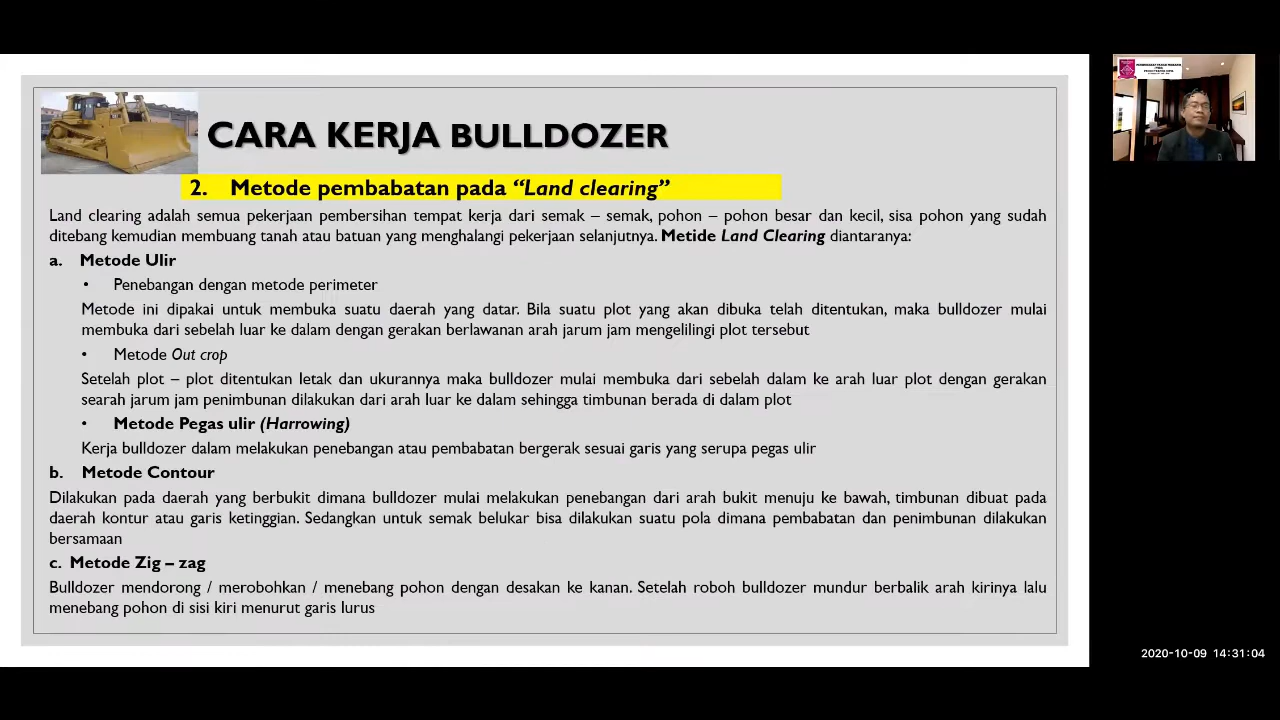 CARA KERJA BULLDOZER
2. Metode pembabatan pada “Land clearing”
Land clearing adalah semua pekerjaan pembersihan tempat kerja dari semak – semak, pohon – pohon besar dan kecil, sisa pohon yang sudah
ditebang kemudian membuang tanah atau batuan yang menghalangi pekerjaan selanjutnya. Metide Land Clearing diantaranya:
a. Metode Ulir
• Penebangan dengan metode perimeter
Metode ini dipakai untuk membuka suatu daerah yang datar. Bila suatu plot yang akan dibuka telah ditentukan, maka bulldozer mulai
membuka dari sebelah luar ke dalam dengan gerakan berlawanan arah jarum jam mengelilingi plot tersebut
• Metode Out crop
Setelah plot – plot ditentukan letak dan ukurannya maka bulldozer mulai membuka dari sebelah dalam ke arah luar plot dengan gerakan
searah jarum jam penimbunan dilakukan dari arah luar ke dalam sehingga timbunan berada di dalam plot
• Metode Pegas ulir (Harrowing)
Kerja bulldozer dalam melakukan penebangan atau pembabatan bergerak sesuai garis yang serupa pegas ulir
b. Metode Contour
Dilakukan pada daerah yang berbukit dimana bulldozer mulai melakukan penebangan dari arah bukit menuju ke bawah, timbunan dibuat pada
daerah kontur atau garis ketinggian. Sedangkan untuk semak belukar bisa dilakukan suatu pola dimana pembabatan dan penimbunan dilakukan
bersamaan
c. Metode Zig – zag
Bulldozer mendorong / merobohkan / menebang pohon dengan desakan ke kanan. Setelah roboh bulldozer mundur berbalik arah kirinya lalu
menebang pohon di sisi kiri menurut garis lurus
2020-10-09 14:31:04